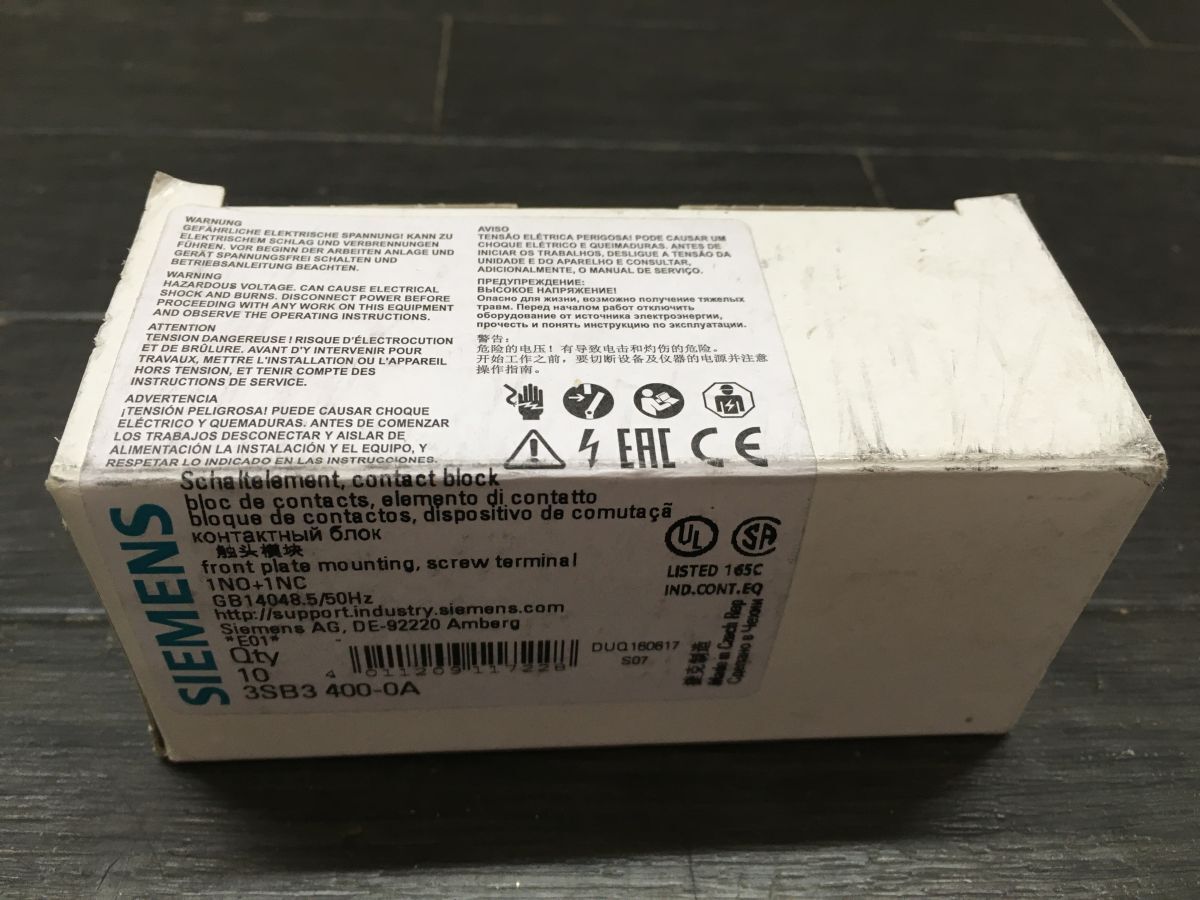 WARNUNG
GEFÄHRLICHE ELEKTRISCHE SPANNUNG! KANN ZU
ELEKTRISCHEM SCHLAG UND VERBRENNUNGEN
FÜHREN. VOR BEGINN DER ARBEITEN ANLAGE UND
GERÄT SPANNUNGSFREI SCHALTEN UND
BETRIEBSANLEITUNG BEACHTEN.
WARNING
HAZARDOUS VOLTAGE. CAN CAUSE ELECTRICAL
SHOCK AND BURNS. DISCONNECT POWER BEFORE
PROCEEDING WITH ANY WORK ON THIS EQUIPMENT
AND OBSERVE THE OPERATING INSTRUCTIONS.
ATTENTION
TENSION DANGEREUSE ! RISQUE D'ÉLECTROCUTION
ET DE BRÛLURE. AVANT D'Y INTERVENIR POUR
TRAVAUX, METTRE L'INSTALLATION OU L'APPAREIL
HORS TENSION, ET TENIR COMPTE DES
INSTRUCTIONS DE SERVICE.
ADVERTENCIA
¡TENSIÓN PELIGROSA! PUEDE CAUSAR CHOQUE
ELÉCTRICO Y QUEMADURAS. ANTES DE COMENZAR
LOS TRABAJOS DESCONECTAR Y AISLAR DE
ALIMENTACIÓN LA INSTALACIÓN Y EL EQUIPO, Y
RESPETAR LO INDICADO EN LAS INSTRUCCIONES.
AVISO
TENSÃO ELÉTRICA PERIGOSA! PODE CAUSAR UM
CHOQUE ELÉTRICO E QUEIMADURAS. ANTES DE
INICIAR OS TRABALHOS, DESLIGUE A TENSÃO DA
UNIDADE E DO APARELHO E CONSULTAR,
ADICIONALMENTE, O MANUAL DE SERVIÇO.
ПРЕДУПРЕЖДЕНИЕ:
ВЫСОКОЕ НАПРЯЖЕНИЕ!
Опасно для жизни, возможно получение тяжелых
травм. Перед началом работ отключить
оборудование от источника электроэнергии,
прочесть и понять инструкцию по эксплуатации.
警告:
危险的电压! 有导致电击和灼伤的危险。
开始工作之前, 要切断设备及仪器的电源并注意
操作指南。
EAC CE
SIEMENS
Schaltelement, contact block
bloc de contacts, elemento di contatto
bloque de contactos, dispositivo de comutaçã
контактный блок
触头模块
front plate mounting, screw terminal
1NO+1NC
GB14048.5/50Hz
http://support.industry.siemens.com
Siemens AG, DE-92220 Amberg
*E01*
Qty
10
4 011209 117228
3SB3 400-0A
DUQ160617
S07
UL SA
LISTED 165C
IND.CONT.EQ
捷克制造
Made in Czech Rep
Сделано в Чехии